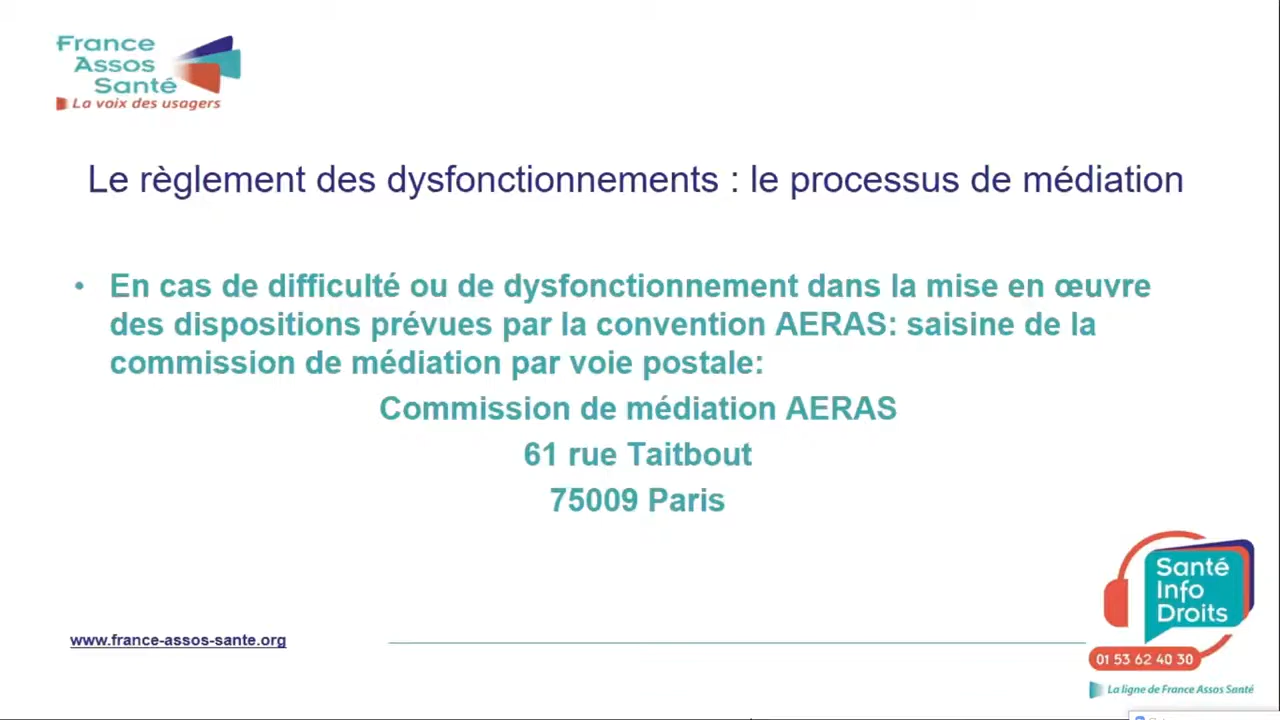 France
Assos
Santé
La voix des usagers
Le règlement des dysfonctionnements : le processus de médiation
• En cas de difficulté ou de dysfonctionnement dans la mise en œuvre
des dispositions prévues par la convention AERAS: saisine de la
commission de médiation par voie postale:
Commission de médiation AERAS
61 rue Taitbout
75009 Paris
Santé
Info
Droits
01 53 62 40 30
La ligne de France Assos Santé
www.france-assos-sante.org